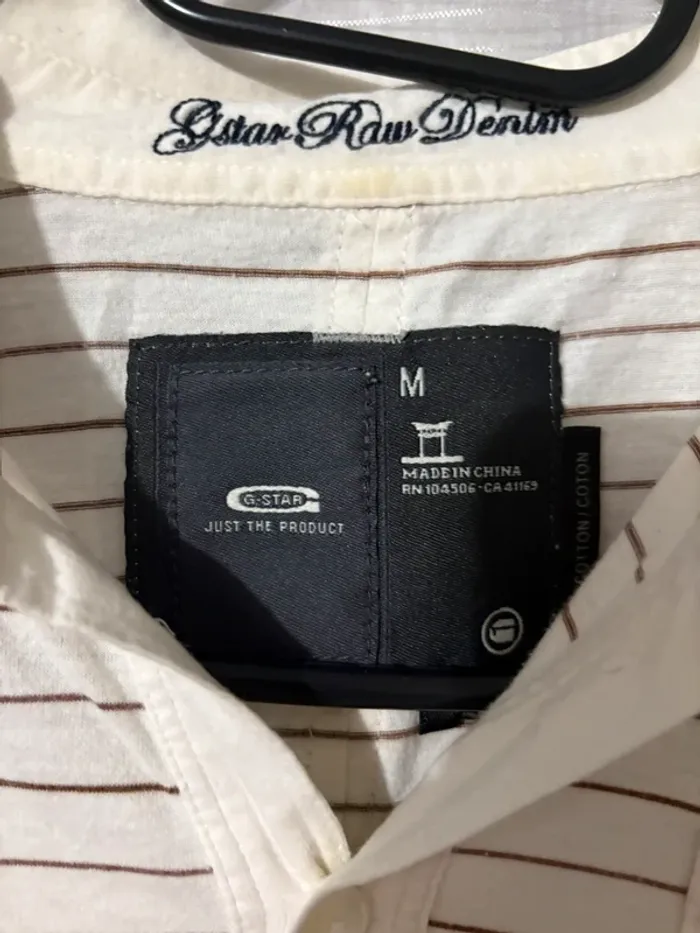 Gstar Raw Denim
M
MADE IN CHINA
RN 104506 - CA 41169
G-STAR
JUST THE PRODUCT
COTTON / COTON